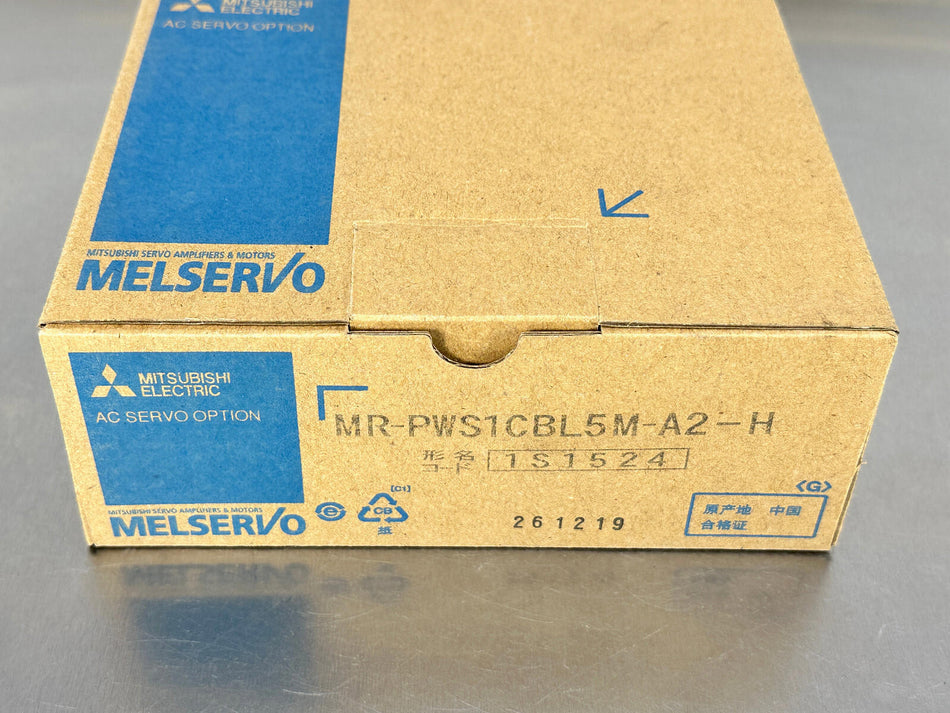 MITSUBISHI
ELECTRIC
AC SERVO OPTION
MITSUBISHI SERVO AMPLIFIERS & MOTORS
MELSERVO
MITSUBISHI
ELECTRIC
AC SERVO OPTION
MITSUBISHI SERVO AMPLIFIERS & MOTORS
MELSERVO
MR-PWS1CBL5M-A2-H
形名
コード 1S1524
[C1]
CB
紙
261219
<G>
原产地 中国
合格证